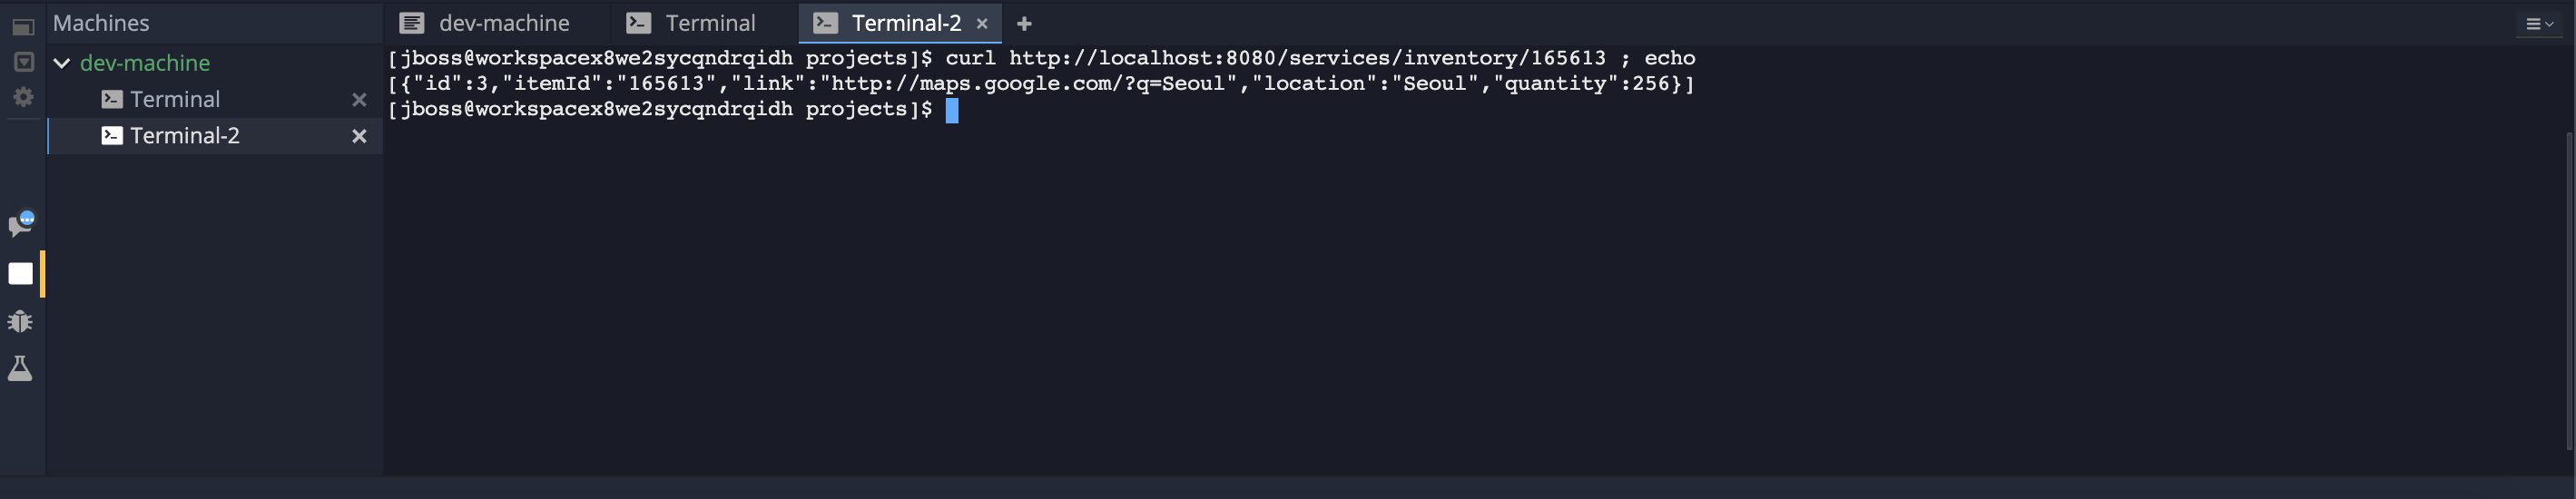 Machines
dev-machine
Terminal
Terminal-2
dev-machine
Terminal
Terminal-2
[jboss@workspacex8we2sycqndrqidh projects]$ curl http://localhost:8080/services/inventory/165613 ; echo
[{"id":3,"itemId":"165613","link":"http://maps.google.com/?q=Seoul","location":"Seoul","quantity":256}]
[jboss@workspacex8we2sycqndrqidh projects]$